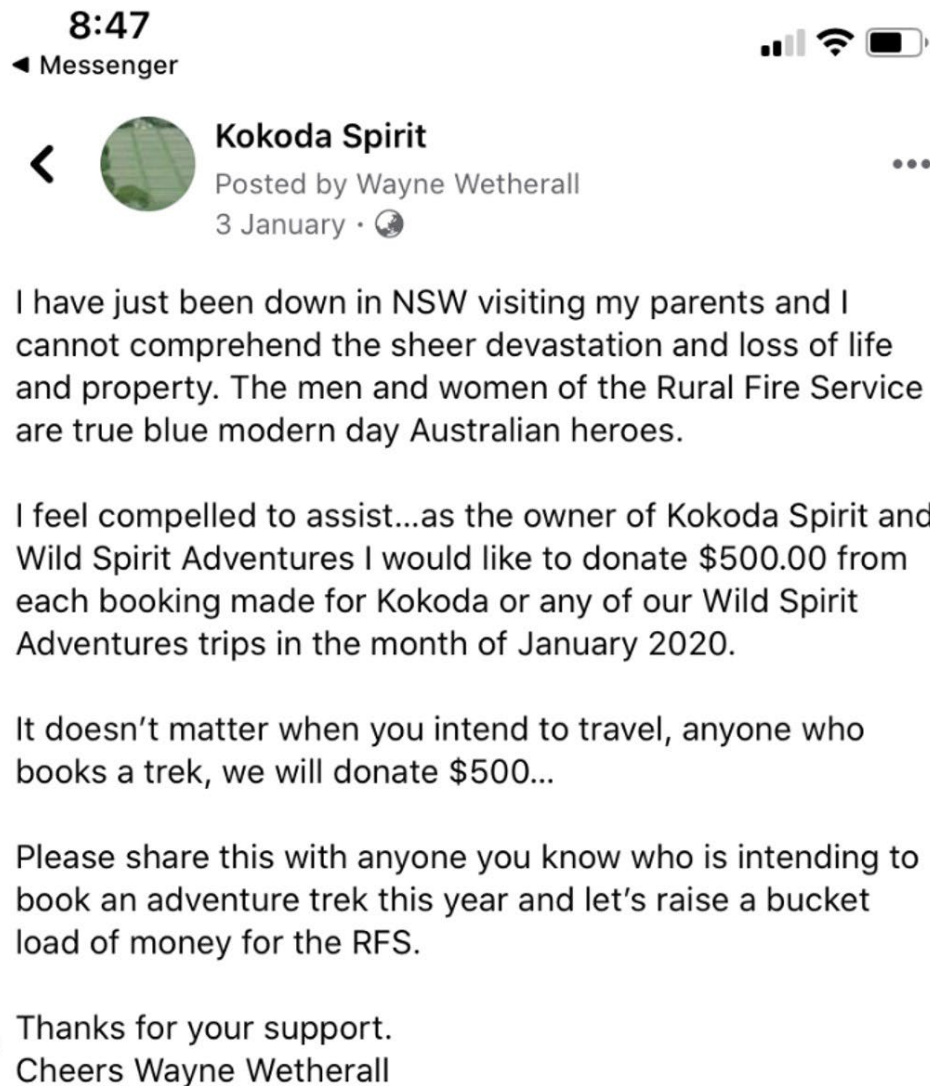 8:47
◀ Messenger
Kokoda Spirit
Posted by Wayne Wetherall
3 January ·
I have just been down in NSW visiting my parents and I
cannot comprehend the sheer devastation and loss of life
and property. The men and women of the Rural Fire Service
are true blue modern day Australian heroes.
I feel compelled to assist...as the owner of Kokoda Spirit and
Wild Spirit Adventures I would like to donate $500.00 from
each booking made for Kokoda or any of our Wild Spirit
Adventures trips in the month of January 2020.
It doesn’t matter when you intend to travel, anyone who
books a trek, we will donate $500...
Please share this with anyone you know who is intending to
book an adventure trek this year and let’s raise a bucket
load of money for the RFS.
Thanks for your support.
Cheers Wayne Wetherall